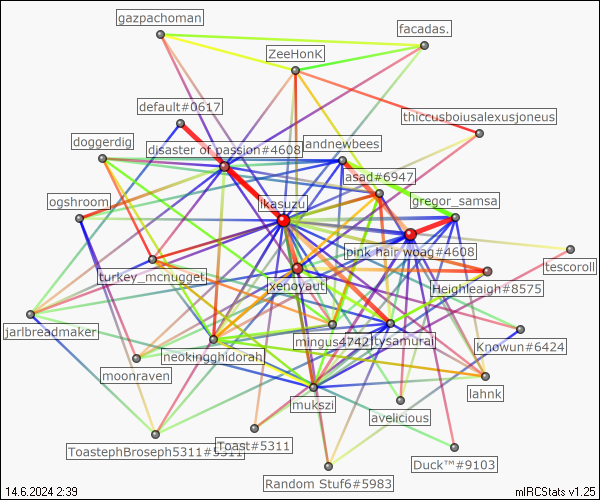 gazpachoman
facadas.
ZeeHonK
default#0617
thiccusboiusalexusjoneus
doggerdig
disaster of passion#4608
andnewbees
asad#6947
ogshroom
lkasuzu
gregor_samsa
pink hair woag#4608
tescoroll
turkey_mcnugget
xenoyaut
Heighleaigh#8575
jarlbreadmaker
neokingghidorah
mingus4742
ltysamurai
Knowun#6424
moonraven
lahnk
mukszi
avelicious
ToastephBroseph5311#5311
Toast#5311
Duck™#9103
Random Stuf6#5983
14.6.2024 2:39
mIRCStats v1.25